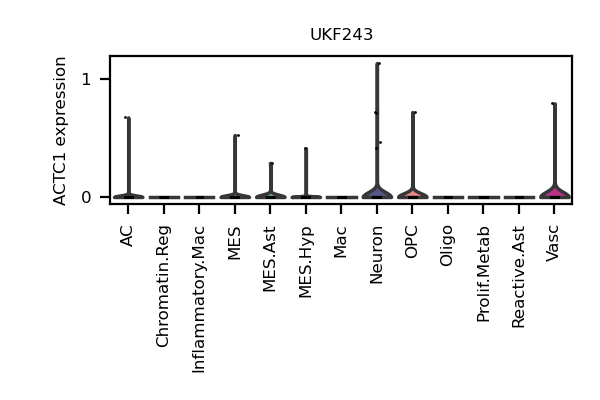 UKF243
ACTC1 expression
1
0
AC
Chromatin.Reg
Inflammatory.Mac
MES
MES.Ast
MES.Hyp
Mac
Neuron
OPC
Oligo
Prolif.Metab
Reactive.Ast
Vasc